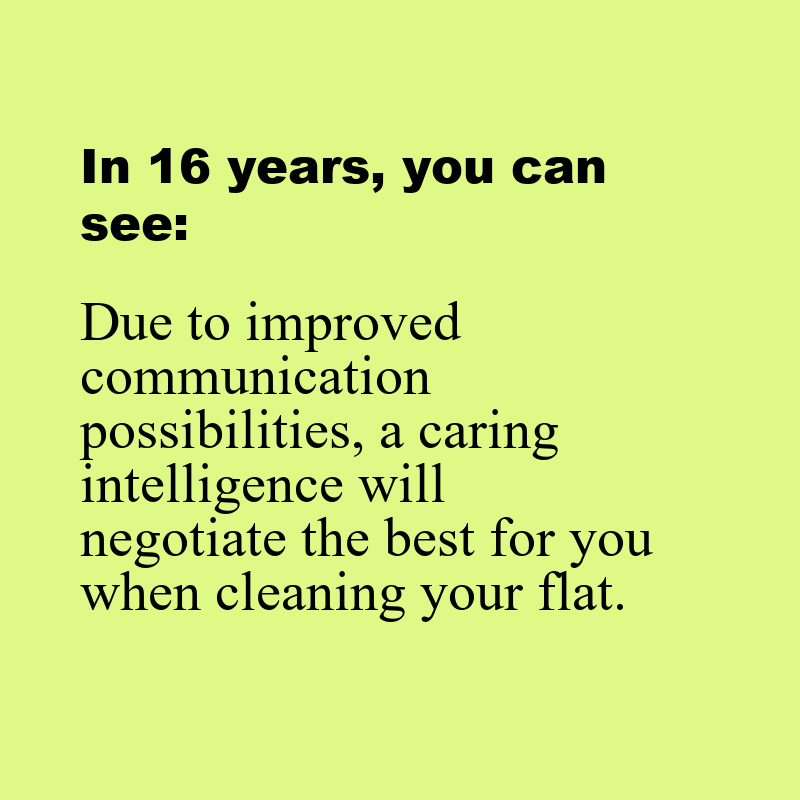 In 16 years, you can
see:
Due to improved
communication
possibilities, a caring
intelligence will
negotiate the best for you
when cleaning your flat.